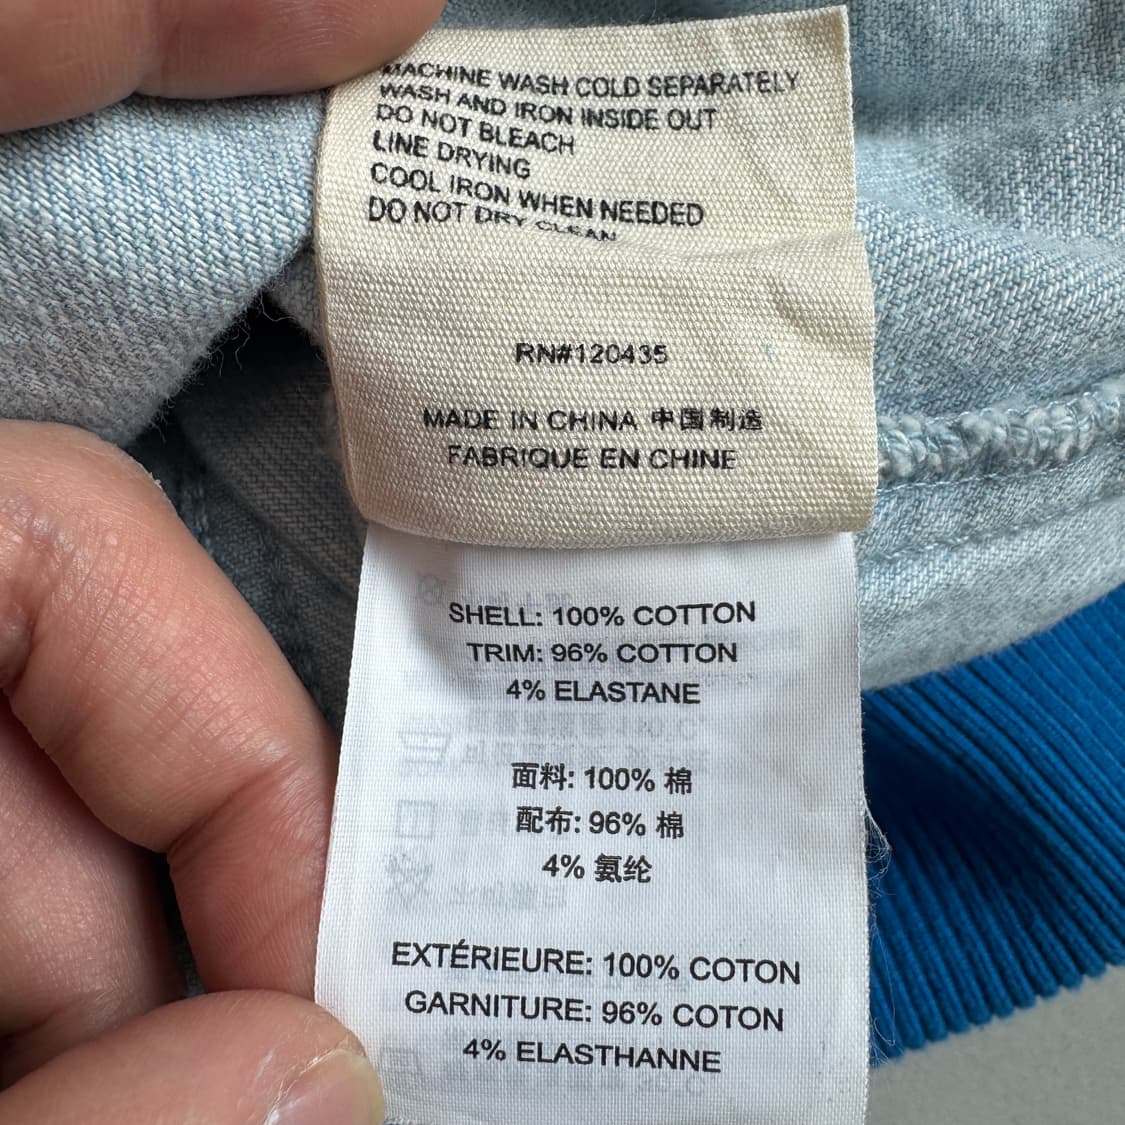 MACHINE WASH COLD SEPARATELY
WASH AND IRON INSIDE OUT
DO NOT BLEACH
LINE DRYING
COOL IRON WHEN NEEDED
DO NOT DRY CLEAN
RN#120435
MADE IN CHINA 中国制造
FABRIQUE EN CHINE
SHELL: 100% COTTON
TRIM: 96% COTTON
4% ELASTANE
面料: 100% 棉
配布: 96% 棉
4% 氨纶
EXTÉRIEURE: 100% COTON
GARNITURE: 96% COTON
4% ELASTHANNE